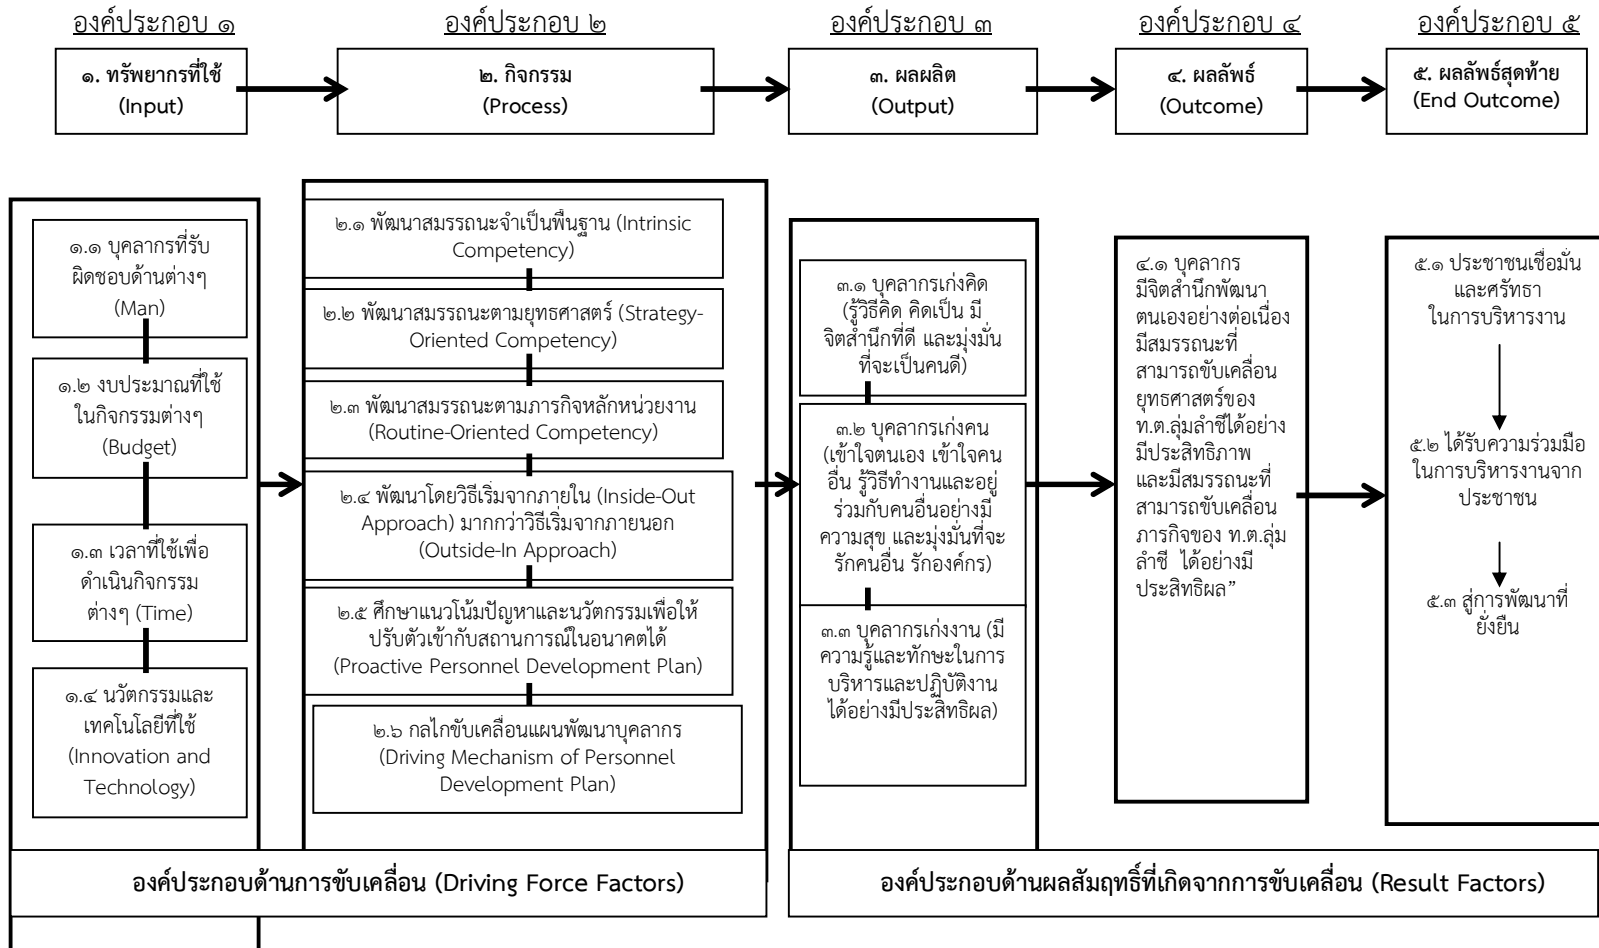 องค์ประกอบ ๑
องค์ประกอบ ๒
องค์ประกอบ ๓
องค์ประกอบ ๔
องค์ประกอบ ๕
๑. ทรัพยากรที่ใช้
(Input)
๒. กิจกรรม
(Process)
๓. ผลผลิต
(Output)
๔. ผลลัพธ์
(Outcome)
๕. ผลลัพธ์สุดท้าย
(End Outcome)
๑.๑ บุคลากรที่รับ
ผิดชอบด้านต่างๆ
(Man)
๑.๒ งบประมาณที่ใช้
ในกิจกรรมต่างๆ
(Budget)
๑.๓ เวลาที่ใช้เพื่อ
ดำเนินกิจกรรม
ต่างๆ (Time)
๑.๔ นวัตกรรมและ
เทคโนโลยีที่ใช้
(Innovation and
Technology)
๒.๑ พัฒนาสมรรถนะจำเป็นพื้นฐาน (Intrinsic
Competency)
๒.๒ พัฒนาสมรรถนะตามยุทธศาสตร์ (Strategy-
Oriented Competency)
๒.๓ พัฒนาสมรรถนะตามภารกิจหลักหน่วยงาน
(Routine-Oriented Competency)
๒.๔ พัฒนาโดยวิธีเริ่มจากภายใน (Inside-Out
Approach) มากกว่าวิธีเริ่มจากภายนอก
(Outside-In Approach)
๒.๕ ศึกษาแนวโน้มปัญหาและนวัตกรรมเพื่อให้
ปรับตัวเข้ากับสถานการณ์ในอนาคตได้
(Proactive Personnel Development Plan)
๒.๖ กลไกขับเคลื่อนแผนพัฒนาบุคลากร
(Driving Mechanism of Personnel
Development Plan)
๓.๑ บุคลากรเก่งคิด
(รู้วิธีคิด คิดเป็น มี
จิตสำนึกที่ดี และมุ่งมั่น
ที่จะเป็นคนดี)
๓.๒ บุคลากรเก่งคน
(เข้าใจตนเอง เข้าใจคน
อื่น รู้วิธีทำงานและอยู่
ร่วมกับคนอื่นอย่างมี
ความสุข และมุ่งมั่นที่จะ
รักคนอื่น รักองค์กร)
๓.๓ บุคลากรเก่งงาน (มี
ความรู้และทักษะในการ
บริหารและปฏิบัติงาน
ได้อย่างมีประสิทธิผล)
๔.๑ บุคลากร
มีจิตสำนึกพัฒนา
ตนเองอย่างต่อเนื่อง
มีสมรรถนะที่
สามารถขับเคลื่อน
ยุทธศาสตร์ของ
ท.ต.ลุ่มลำชีได้อย่าง
มีประสิทธิภาพ
และมีสมรรถนะที่
สามารถขับเคลื่อน
ภารกิจของ ท.ต.ลุ่ม
ลำชี ได้อย่างมี
ประสิทธิผล”
๕.๑ ประชาชนเชื่อมั่น
และศรัทธา
ในการบริหารงาน
๕.๒ ได้รับความร่วมมือ
ในการบริหารงานจาก
ประชาชน
๕.๓ สู่การพัฒนาที่
ยั่งยืน
องค์ประกอบด้านการขับเคลื่อน (Driving Force Factors)
องค์ประกอบด้านผลสัมฤทธิ์ที่เกิดจากการขับเคลื่อน (Result Factors)